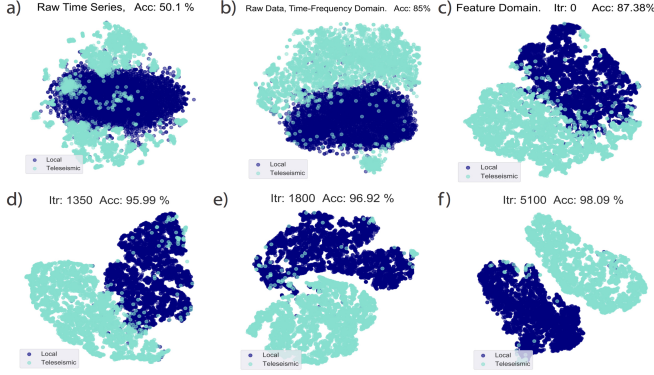 a) Raw Time Series, Acc: 50.1 %
Local
Teleseismic
b) Raw Data, Time-Frequency Domain. Acc: 85%
Local
Teleseismic
c) Feature Domain. Itr: 0 Acc: 87.38%
Local
Teleseismic
d) Itr: 1350 Acc: 95.99 %
Local
Teleseismic
e) Itr: 1800 Acc: 96.92 %
Local
Teleseismic
f) Itr: 5100 Acc: 98.09 %
Local
Teleseismic